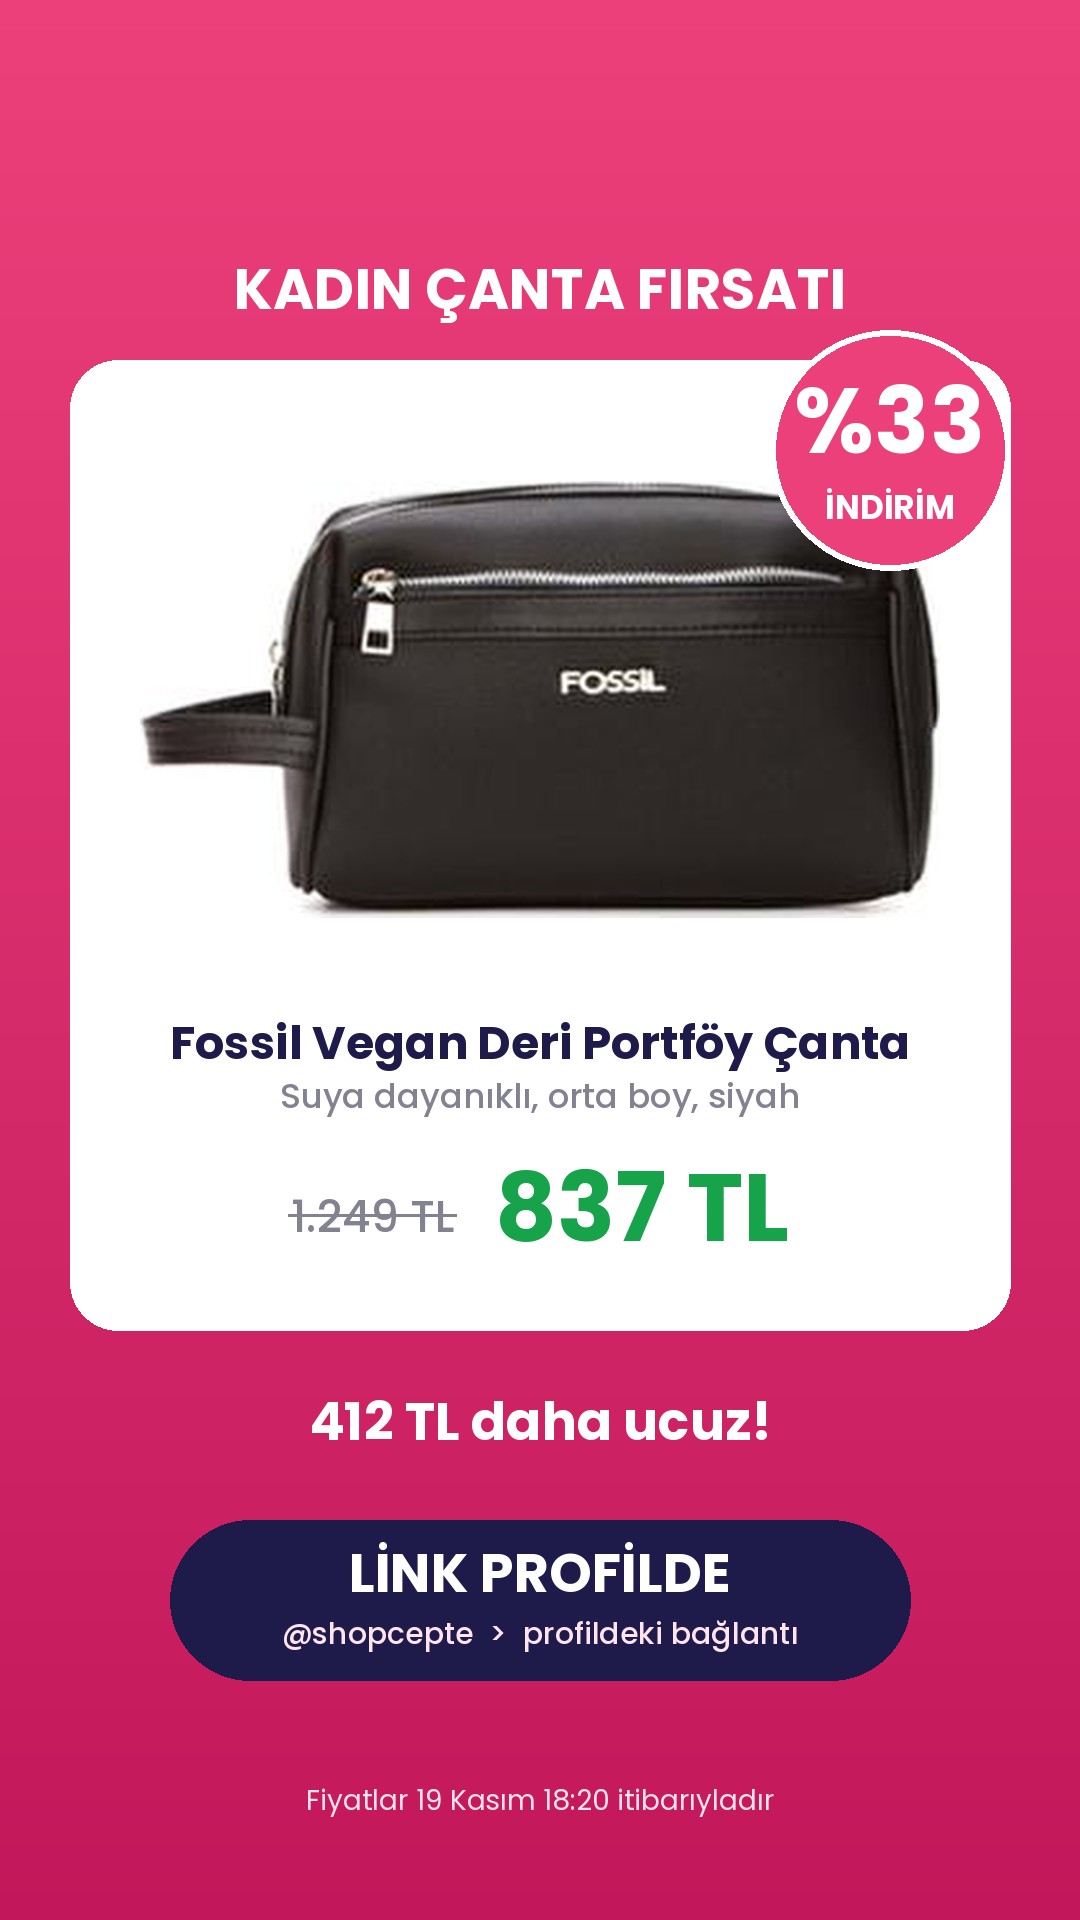 KADIN ÇANTA FIRSATI
%33
İNDİRİM
FOSSIL
Fossil Vegan Deri Portföy Çanta
Suya dayanıklı, orta boy, siyah
1.249 TL 837 TL
412 TL daha ucuz!
LİNK PROFİLDE
@shopcepte > profildeki bağlantı
Fiyatlar 19 Kasım 18:20 itibarıyladır